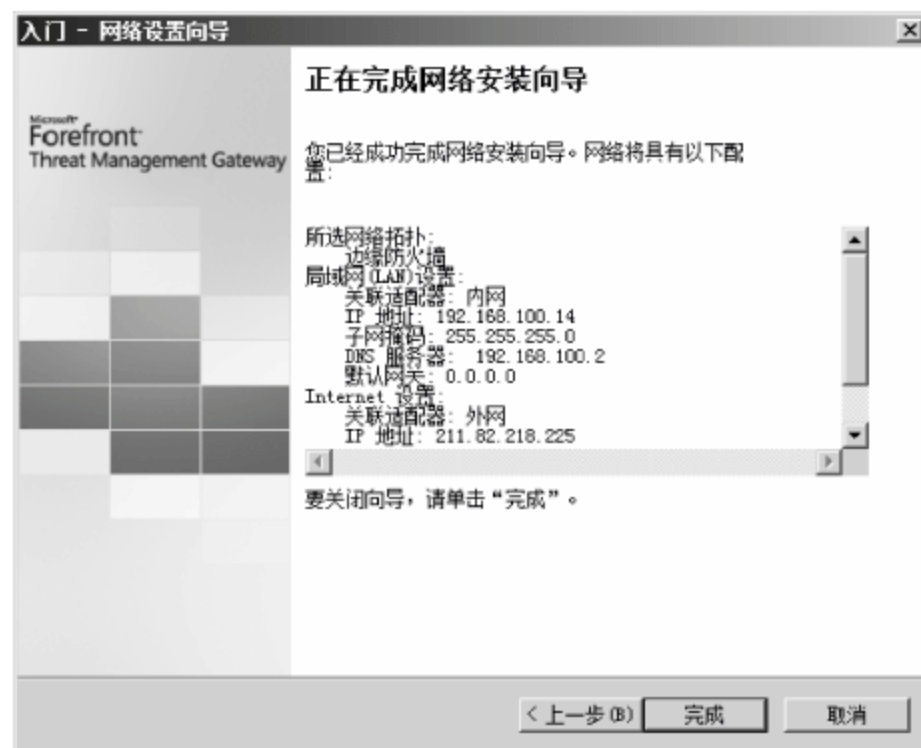 入门 - 网络设置向导
Microsoft
Forefront
Threat Management Gateway
正在完成网络安装向导
您已经成功完成网络安装向导。网络将具有以下配
置:
所选网络拓扑:
边缘防火墙
局域网(LAN)设置:
关联适配器: 内网
IP 地址: 192.168.100.14
子网掩码: 255.255.255.0
DNS 服务器: 192.168.100.2
默认网关: 0.0.0.0
Internet 设置:
关联适配器: 外网
IP 地址: 211.82.218.225
要关闭向导，请单击“完成”。
< 上一步(B)
完成
取消